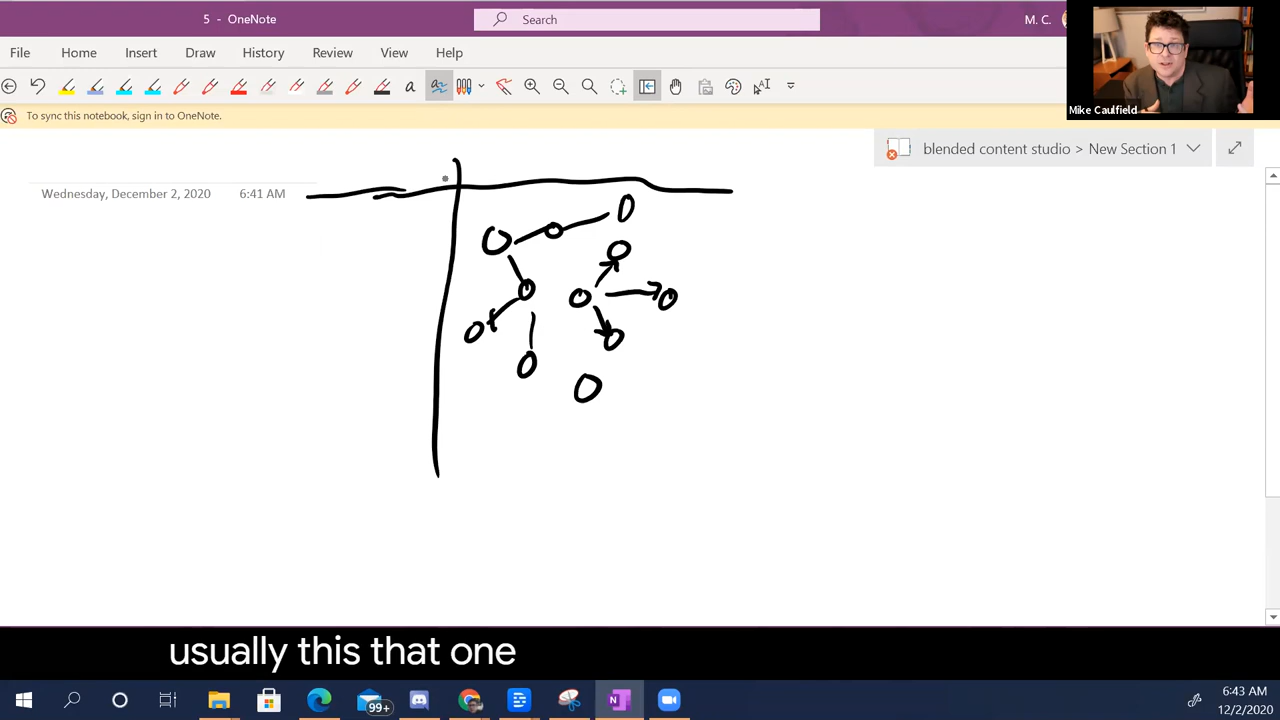 5 - OneNote
Search
M. C.
File Home Insert Draw History Review View Help
To sync this notebook, sign in to OneNote.
Mike Caulfield
blended content studio > New Section 1
Wednesday, December 2, 2020 6:41 AM
usually this that one
99+
6:43 AM
12/2/2020